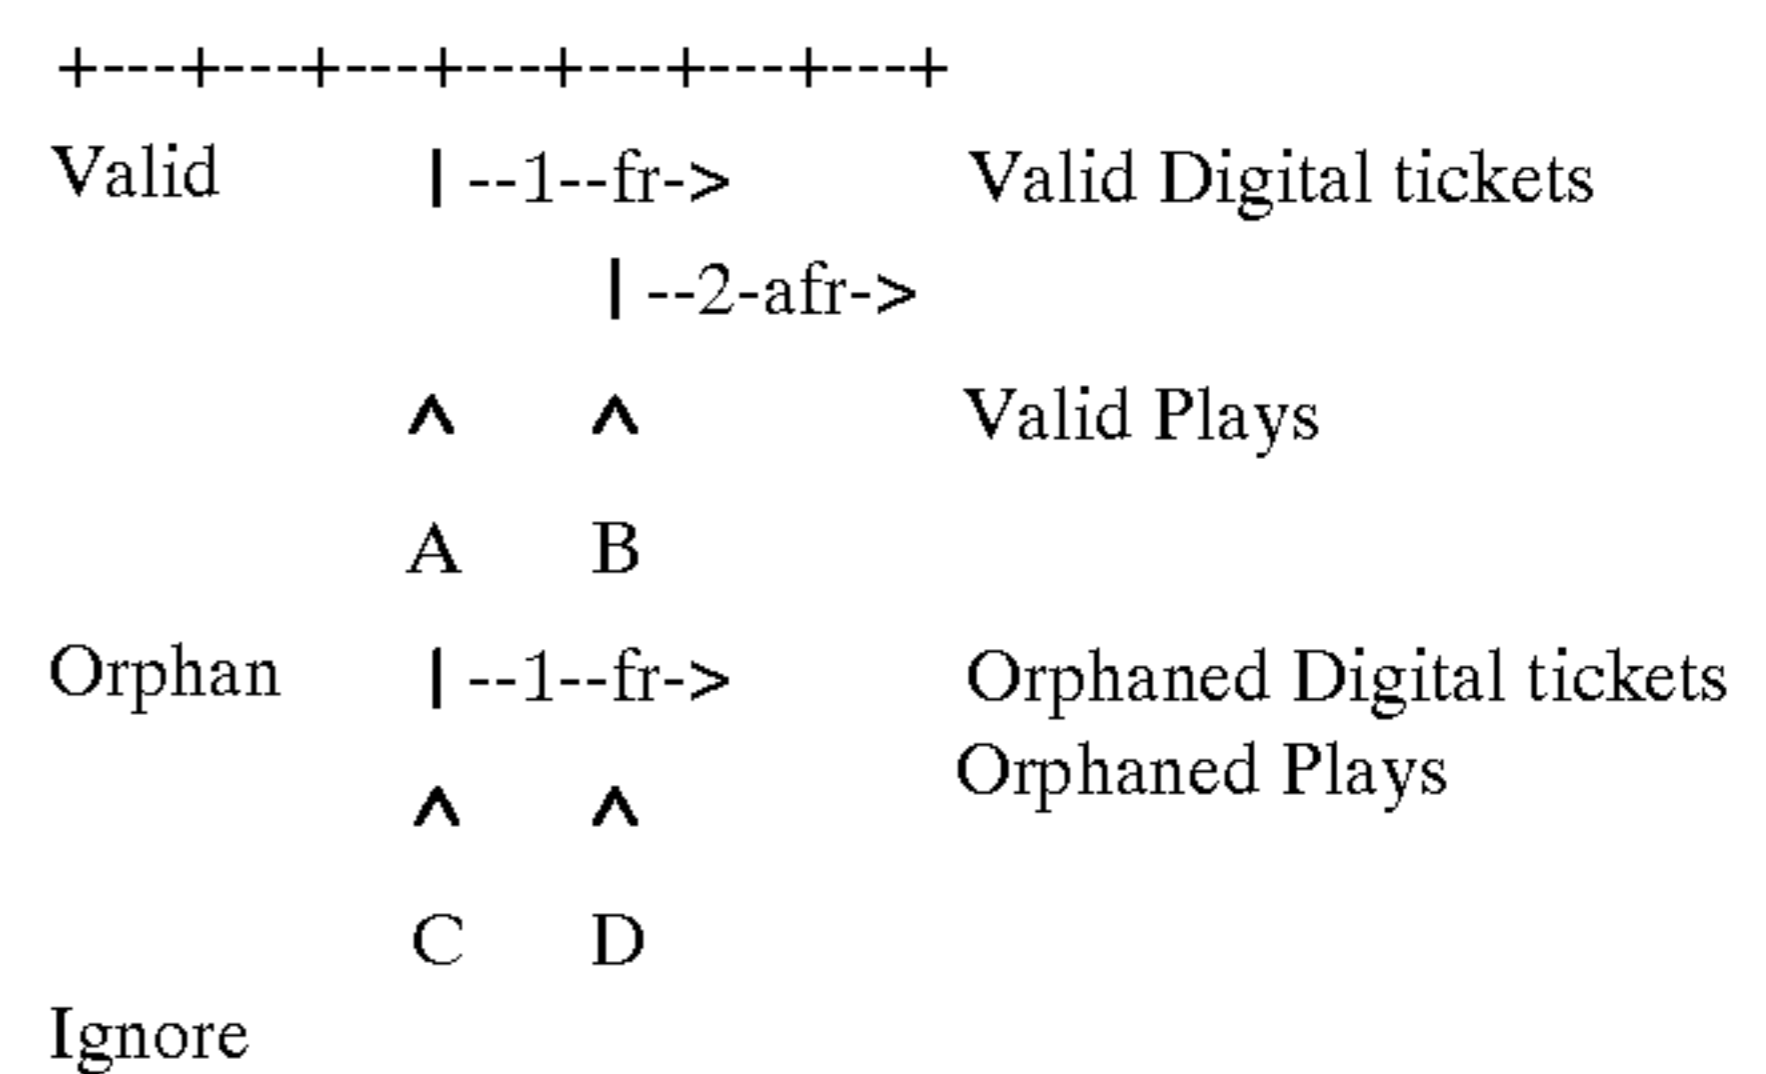 +---+---+---+---+---+---+---+
Valid | --1--fr-> Valid Digital tickets
| --2-afr->
^ ^ Valid Plays
A B
Orphan | --1--fr-> Orphaned Digital tickets
Orphaned Plays
^ ^
C D
Ignore